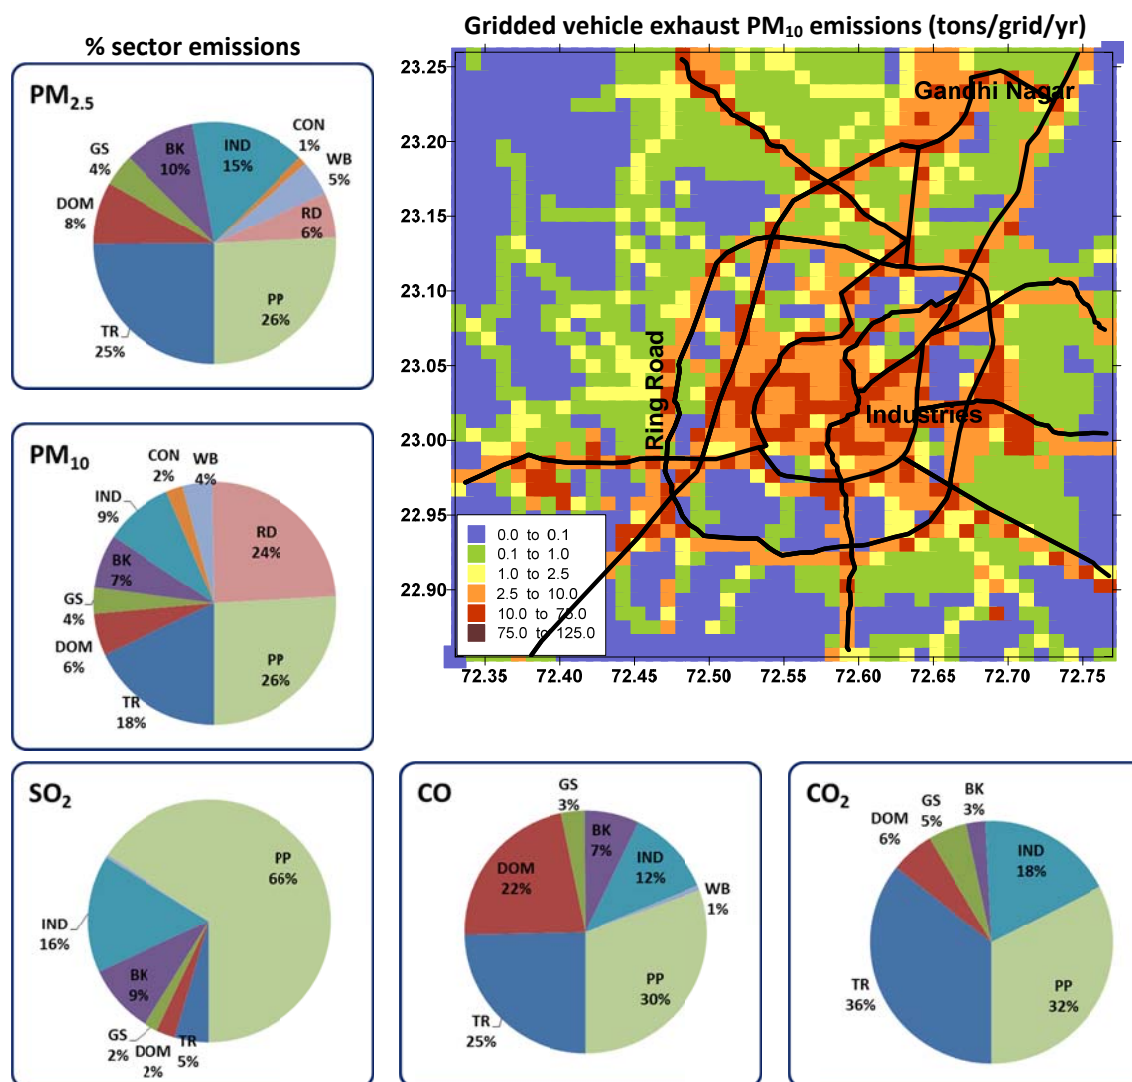 % sector emissions
Gridded vehicle exhaust PM₁₀ emissions (tons/grid/yr)
PM2.5
GS
4%
BK
10%
IND
15%
CON
1%
WB
5%
DOM
8%
RD
6%
TR
25%
PP
26%
PM10
IND
9%
CON
2%
WB
4%
RD
24%
BK
7%
GS
4%
DOM
6%
TR
18%
PP
26%
23.25
23.20
23.15
23.10
23.05
23.00
22.95
22.90
Gandhi Nagar
Ring Road
Industries
0.0 to 0.1
0.1 to 1.0
1.0 to 2.5
2.5 to 10.0
10.0 to 75.0
75.0 to 125.0
72.35 72.40 72.45 72.50 72.55 72.60 72.65 72.70 72.75
SO2
PP
66%
IND
16%
BK
9%
GS
2%
DOM
2%
TR
5%
CO
GS
3%
BK
7%
IND
12%
DOM
22%
WB
1%
TR
25%
PP
30%
CO2
DOM
6%
GS
5%
BK
3%
IND
18%
TR
36%
PP
32%